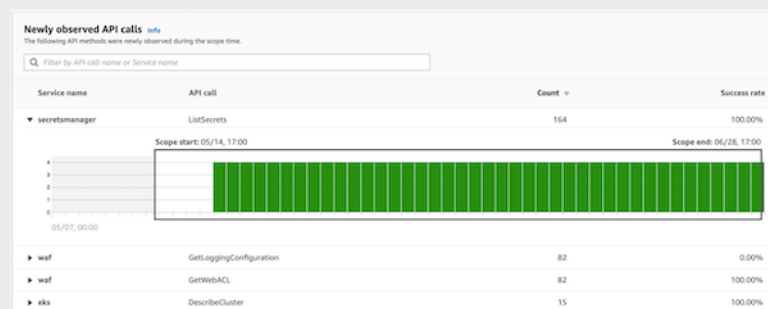 Newly observed API calls Info
The following API methods were newly observed during the scope time.
Filter by API call name or Service name
Service name API call Count Success rate
secretsmanager ListSecrets 164 100.00%
Scope start: 05/14, 17:00 Scope end: 06/28, 17:00
4
3
2
1
0
05/07, 00:00
waf GetLoggingConfiguration 82 0.00%
waf GetWebACL 82 100.00%
eks DescribeCluster 15 100.00%